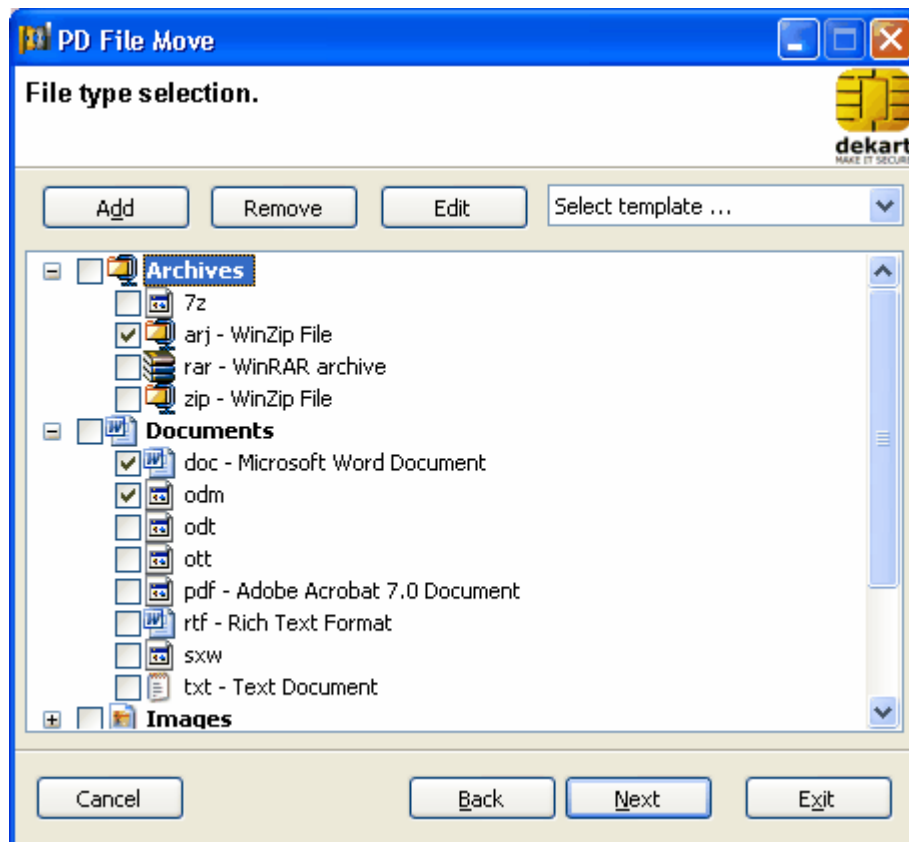 PD File Move
File type selection.
dekart
MAKE IT SECURE
Add Remove Edit Select template ...
Archives
7z
arj - WinZip File
rar - WinRAR archive
zip - WinZip File
Documents
doc - Microsoft Word Document
odm
odt
ott
pdf - Adobe Acrobat 7.0 Document
rtf - Rich Text Format
sxw
txt - Text Document
Images
Cancel Back Next Exit